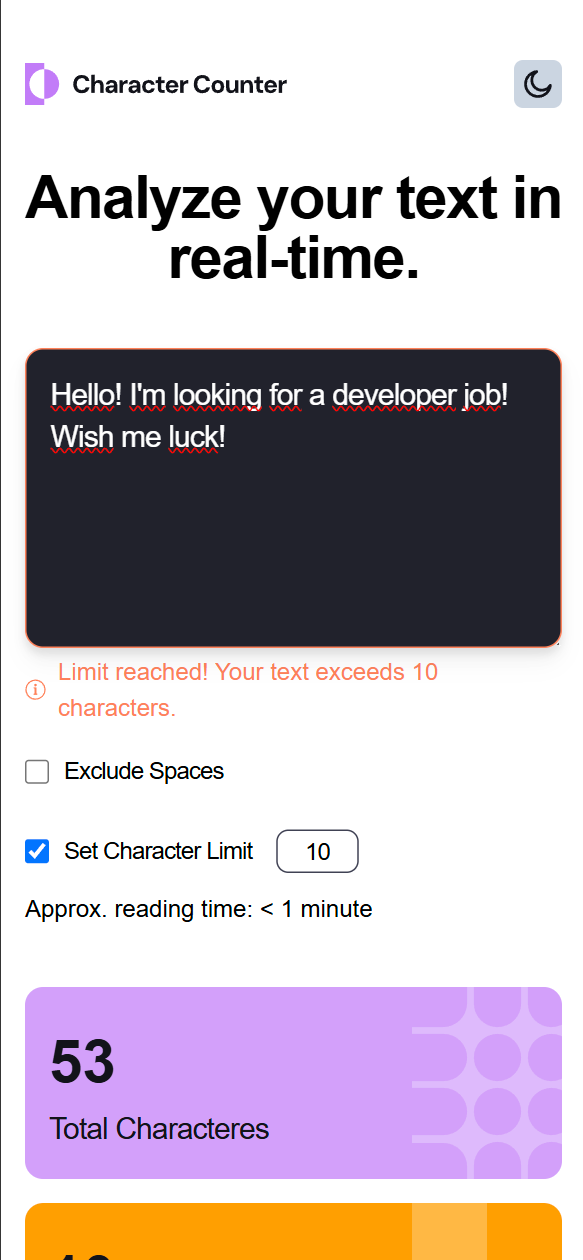 Character Counter
Analyze your text in
real-time.
Hello! I'm looking for a developer job!
Wish me luck!
Limit reached! Your text exceeds 10
characters.
Exclude Spaces
Set Character Limit 10
Approx. reading time: < 1 minute
53
Total Characteres